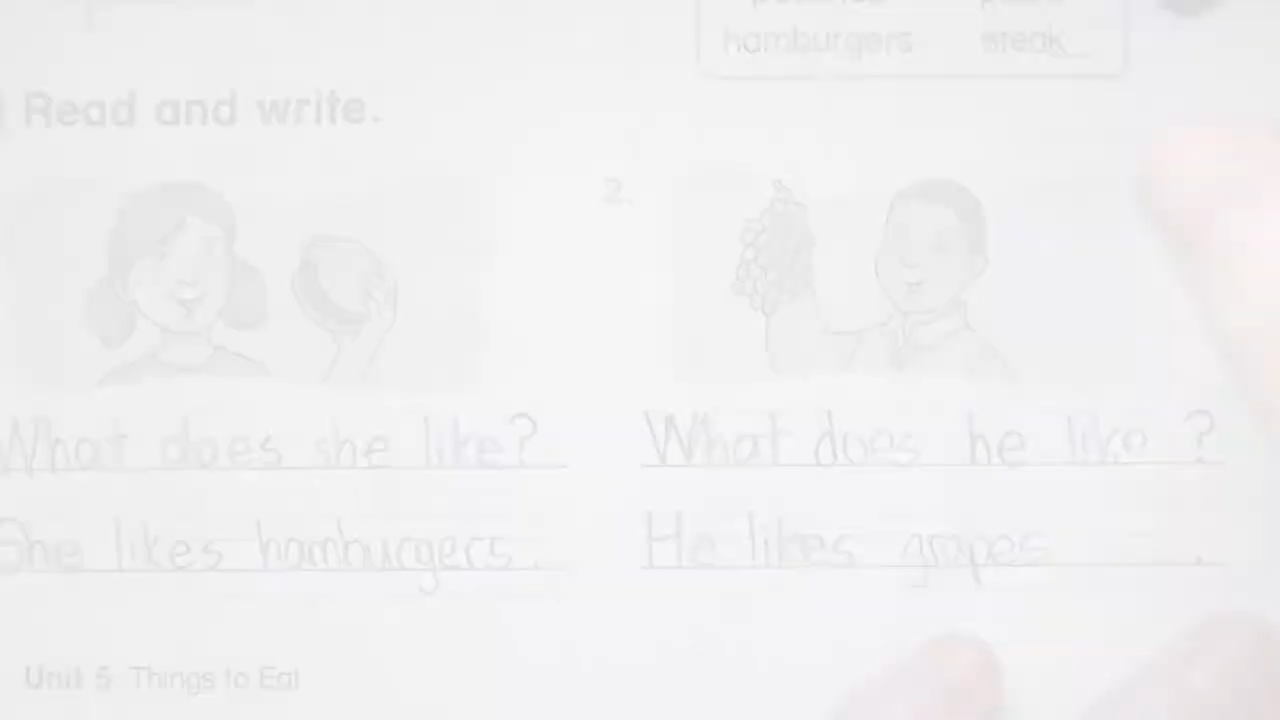 hamburgers steak
Read and write.
2.
What does she like?
What does he like ?
She likes hamburgers.
He likes grapes .
Unit 5 Things to Eat